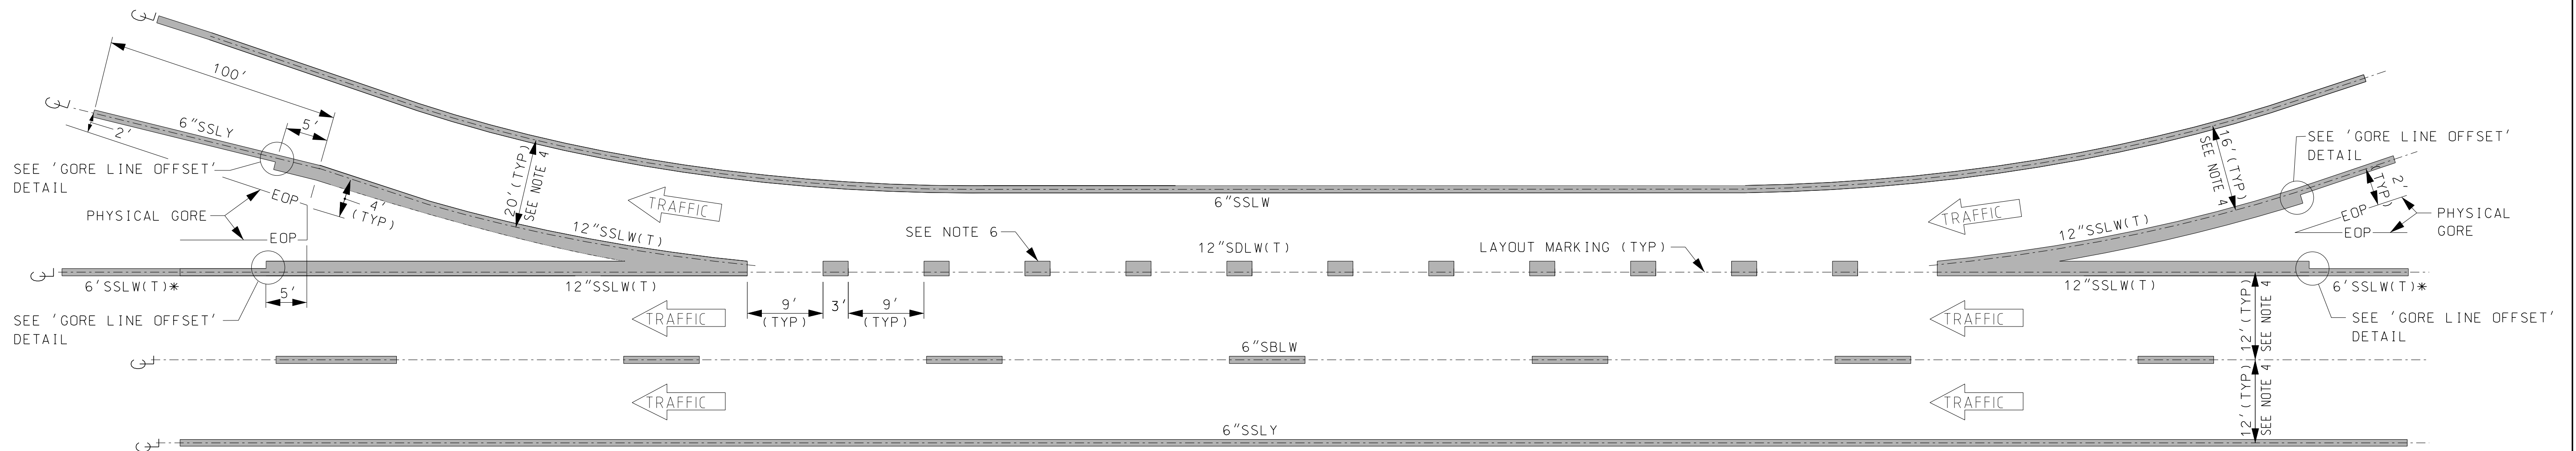 100'
5'
6"SSLY
2'
SEE 'GORE LINE OFFSET'
DETAIL
EOP
PHYSICAL GORE
4'
(TYP)
EOP
6'SSLW(T)*
5'
SEE 'GORE LINE OFFSET'
DETAIL
20'(TYP)
SEE NOTE 4
12"SSLW(T)
12"SSLW(T)
TRAFFIC
TRAFFIC
TRAFFIC
9'
(TYP)
3'
9'
(TYP)
SEE NOTE 6
6"SSLW
12"SDLW(T)
LAYOUT MARKING (TYP)
6"SBLW
6"SSLY
TRAFFIC
TRAFFIC
TRAFFIC
16'(TYP)
SEE NOTE 4
12"SSLW(T)
12"SSLW(T)
SEE 'GORE LINE OFFSET'
DETAIL
2'
TYP)
EOP
EOP
PHYSICAL
GORE
6'SSLW(T)*
SEE 'GORE LINE OFFSET'
DETAIL
12'(TYP)
SEE NOTE 4
12'(TYP)
SEE NOTE 4